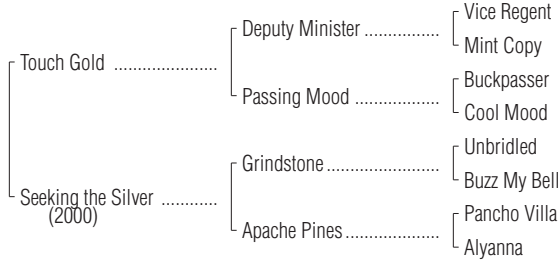 Vice Regent
Deputy Minister ..................
Mint Copy
Touch Gold ........................
Buckpasser
Passing Mood ....................
Cool Mood
Unbridled
Grindstone ..........................
Buzz My Bell
Seeking the Silver .............
(2000)
Pancho Villa
Apache Pines ......................
Alyanna